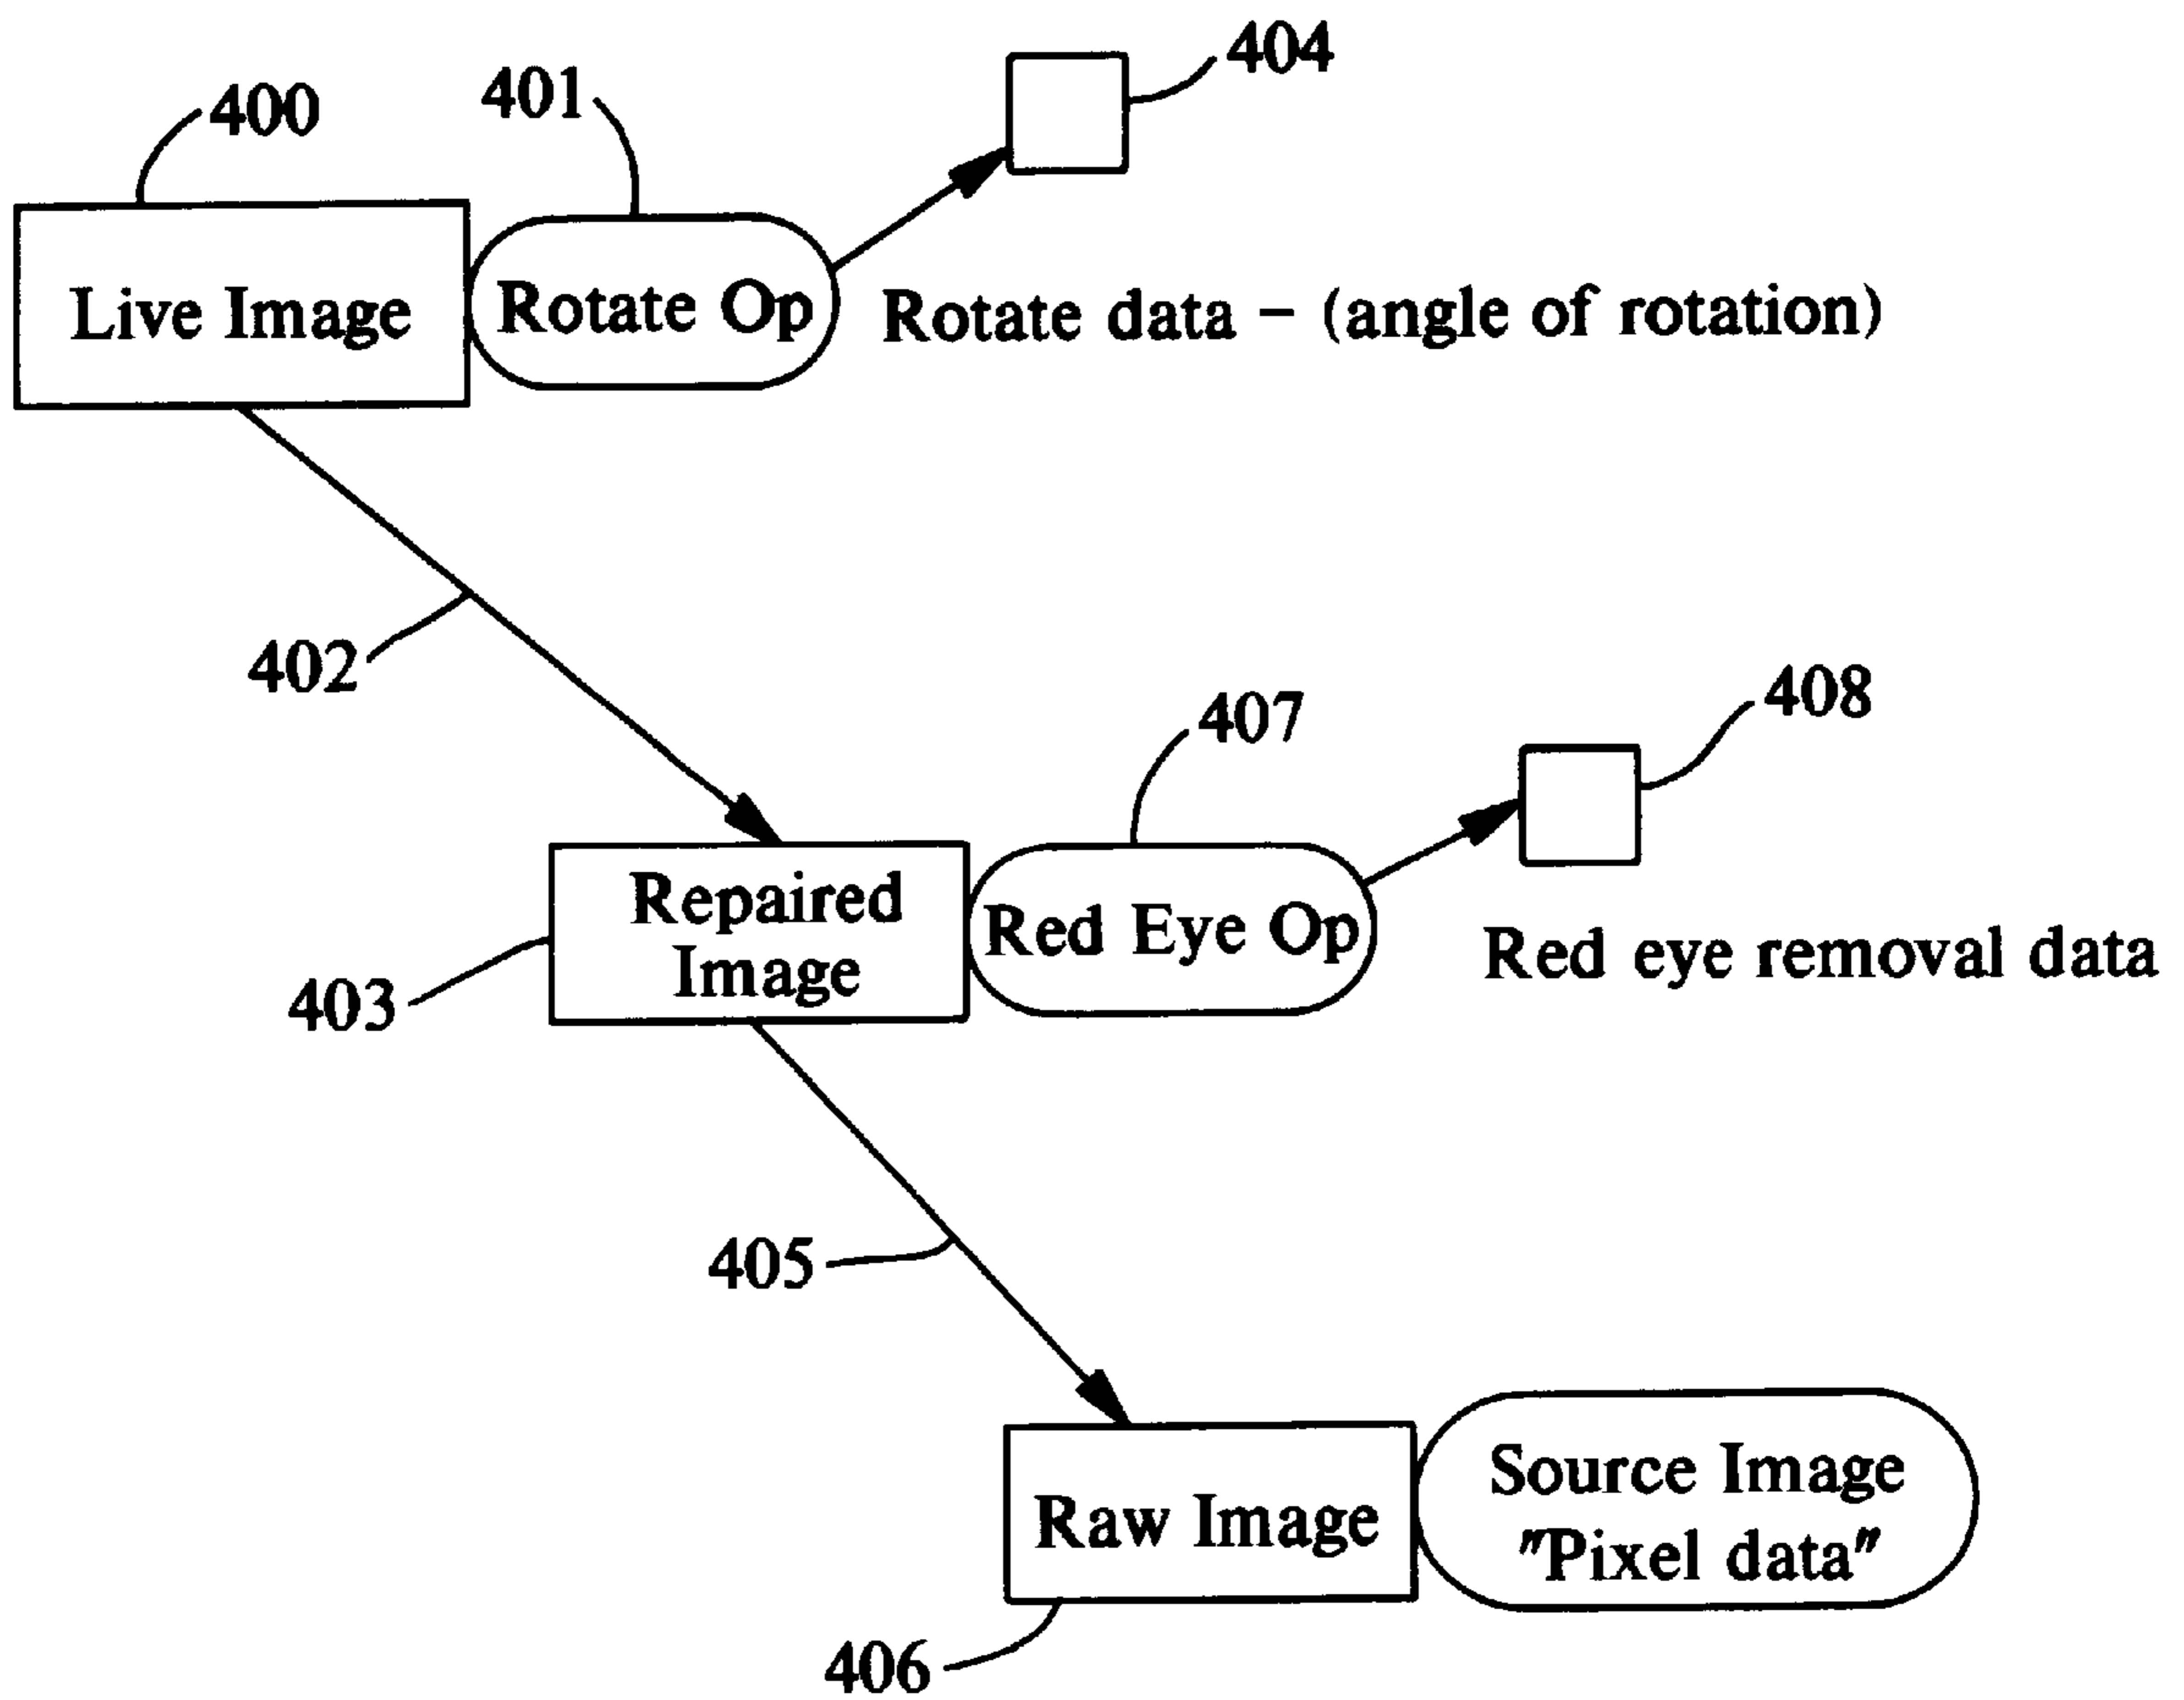 404
401
400
Live Image
Rotate Op
Rotate data – (angle of rotation)
402
408
407
Repaired
Image
Red Eye Op
Red eye removal data
403
405
Raw Image
Source Image
"Pixel data"
406